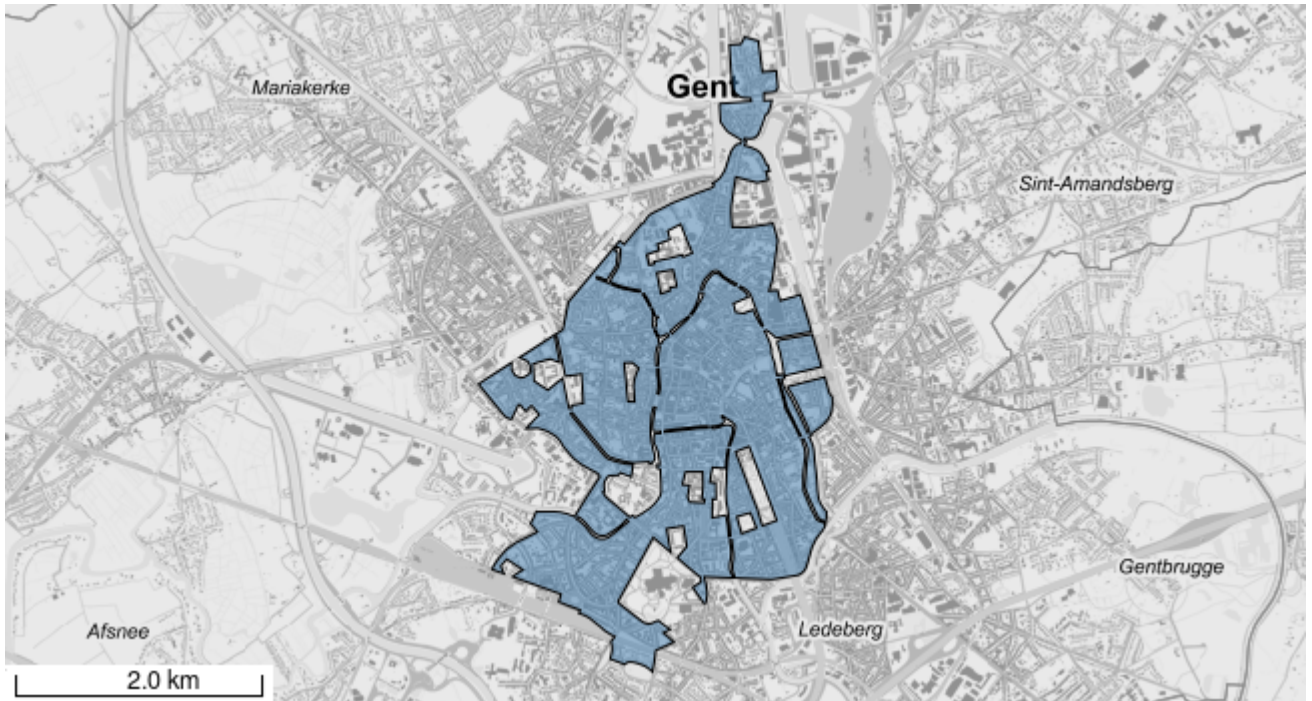 Gent
Mariakerke
Sint-Amandsberg
Gentbrugge
Afsnee
Ledeberg
2.0 km